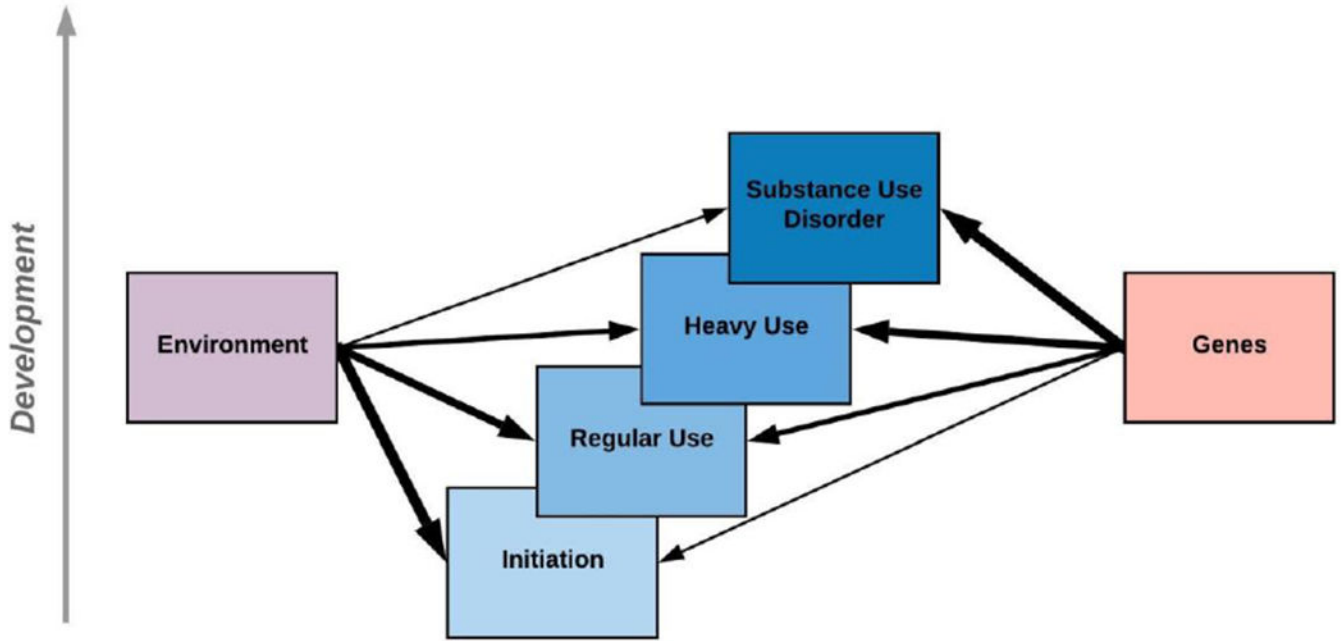 Development
Substance Use
Disorder
Environment
Heavy Use
Genes
Regular Use
Initiation